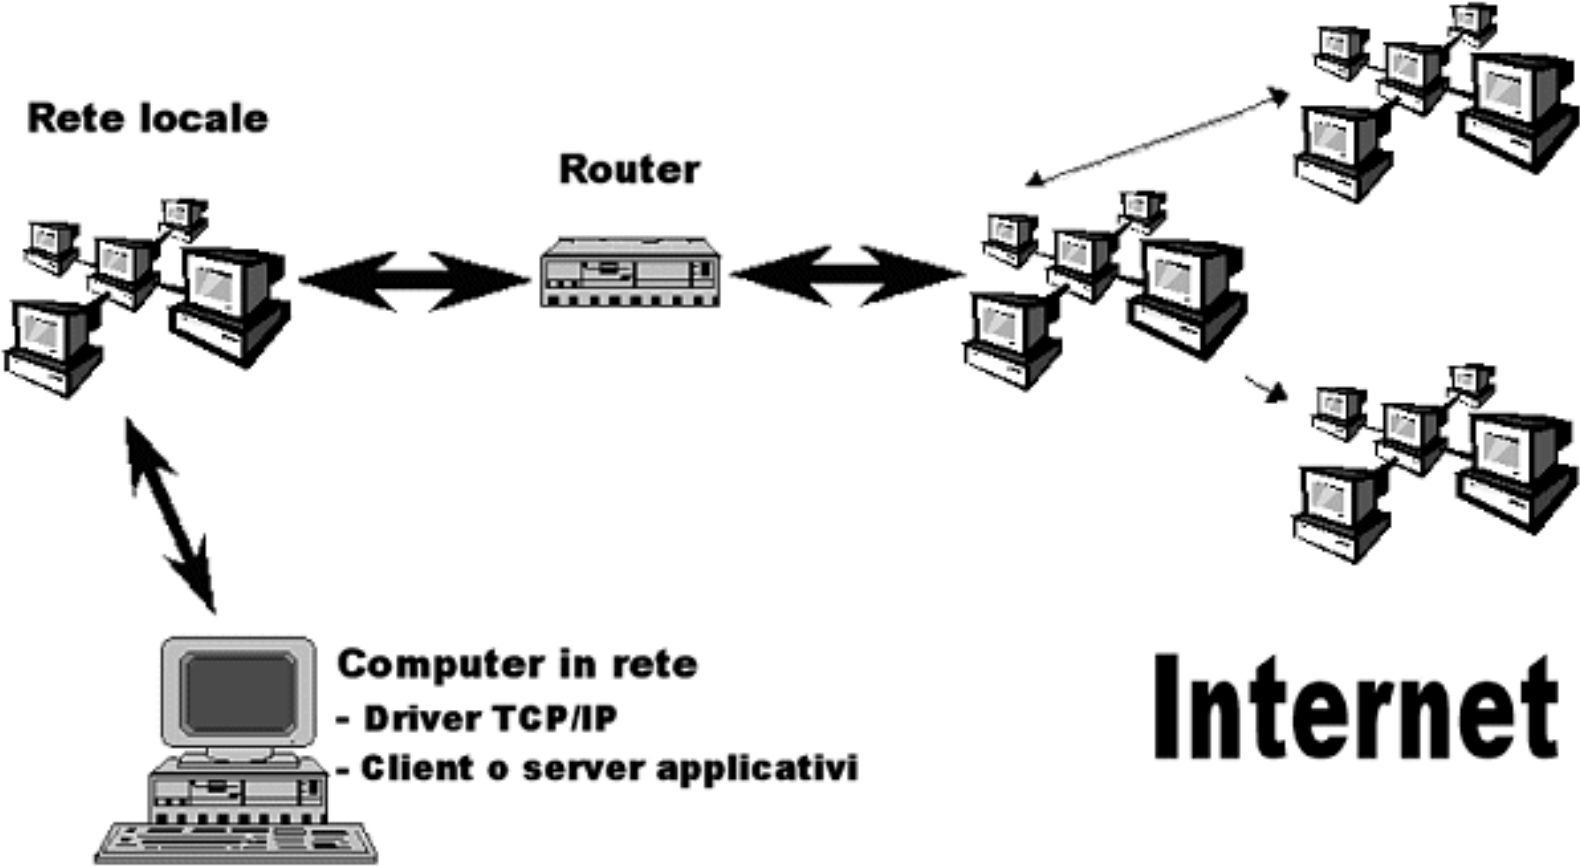 Rete locale
Router
Computer in rete
- Driver TCP/IP
- Client o server applicativi
Internet